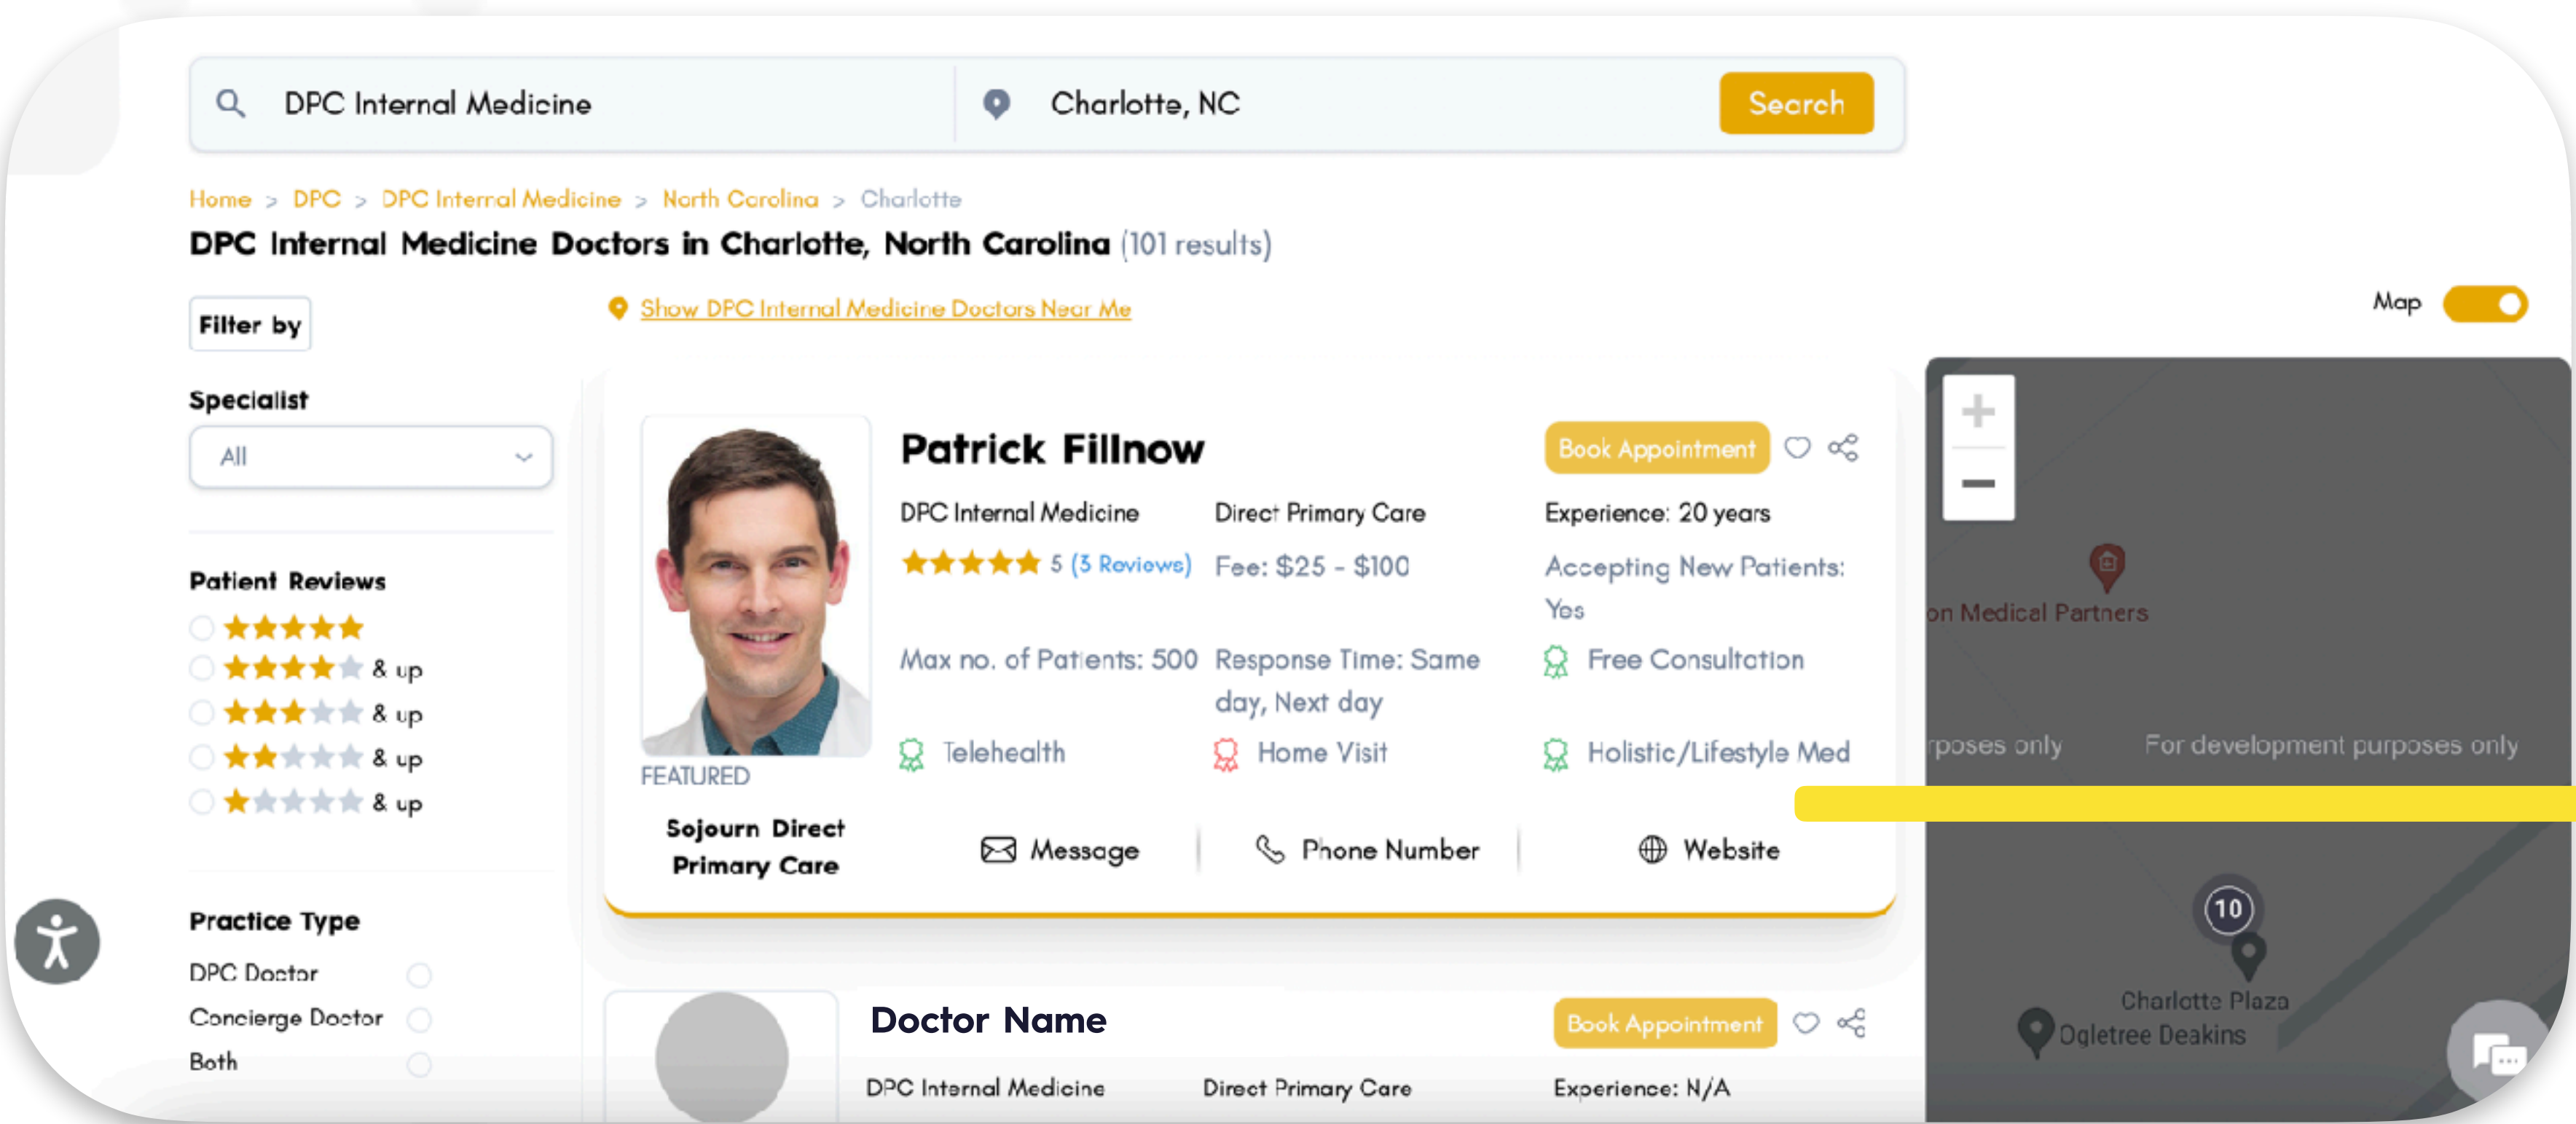 DPC Internal Medicine
Charlotte, NC
Search
Home > DPC > DPC Internal Medicine > North Carolina > Charlotte
DPC Internal Medicine Doctors in Charlotte, North Carolina (101 results)
Filter by
Show DPC Internal Medicine Doctors Near Me
Map
Specialist
All
Patient Reviews
& up
& up
& up
& up
Practice Type
DPC Doctor
Concierge Doctor
Both
Patrick Fillnow
Book Appointment
DPC Internal Medicine
Direct Primary Care
Experience: 20 years
5 (3 Reviews)
Fee: $25 - $100
Accepting New Patients:
Yes
Max no. of Patients: 500
Response Time: Same
day, Next day
Free Consultation
Telehealth
Home Visit
Holistic/Lifestyle Med
FEATURED
Sojourn Direct
Primary Care
Message
Phone Number
Website
Doctor Name
Book Appointment
DPC Internal Medicine
Direct Primary Care
Experience: N/A
+
−
on Medical Partners
rposes only
For development purposes only
10
Charlotte Plaza
Ogletree Deakins